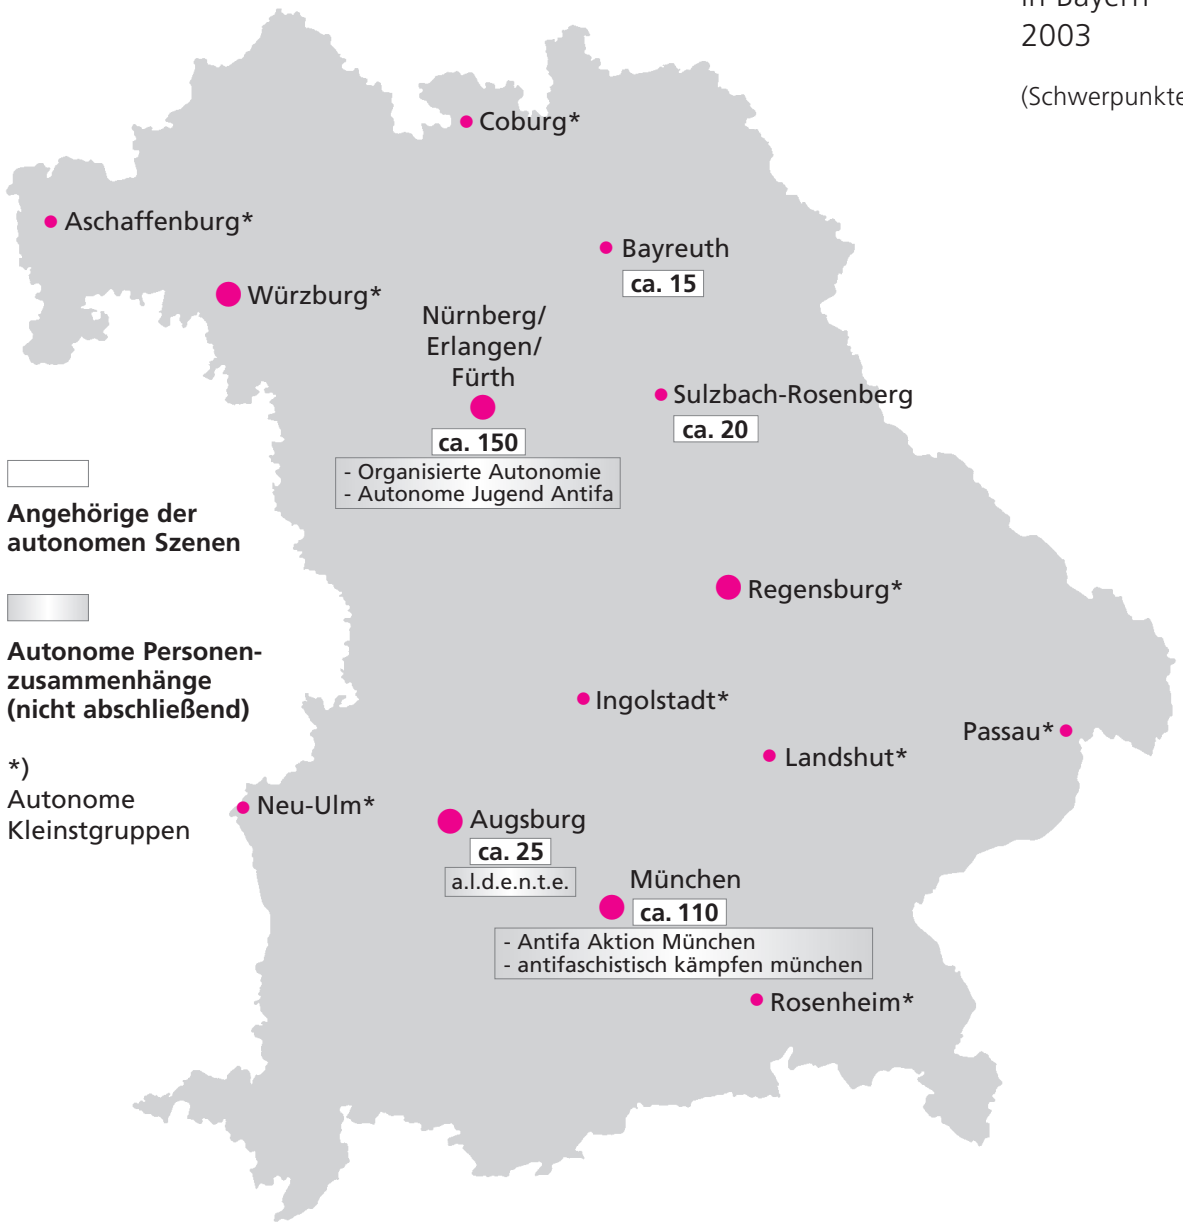 in Bayern
2003
(Schwerpunkte
Coburg*
Aschaffenburg*
Bayreuth
ca. 15
Würzburg*
Nürnberg/
Erlangen/
Fürth
ca. 150
- Organisierte Autonomie
- Autonome Jugend Antifa
Sulzbach-Rosenberg
ca. 20
Angehörige der
autonomen Szenen
Autonome Personen-
zusammenhänge
(nicht abschließend)
*)
Autonome
Kleinstgruppen
Regensburg*
Ingolstadt*
Passau*
Landshut*
Neu-Ulm*
Augsburg
ca. 25
a.l.d.e.n.t.e.
München
ca. 110
- Antifa Aktion München
- antifaschistisch kämpfen münchen
Rosenheim*